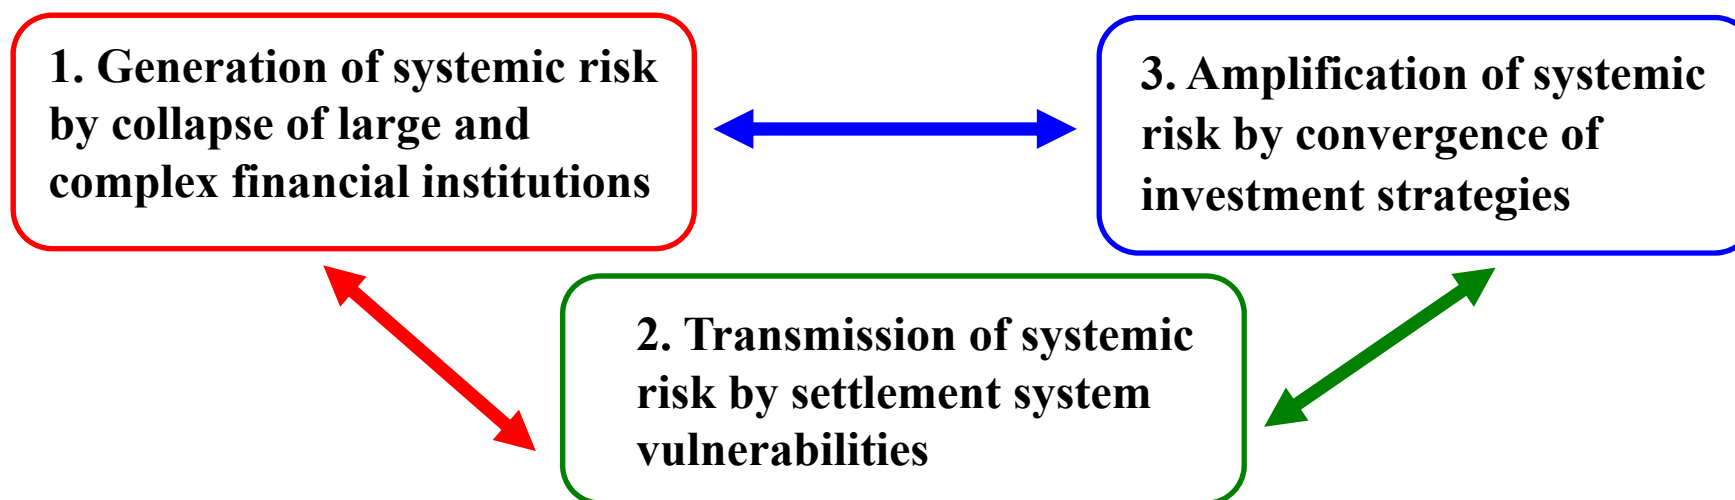 1. Generation of systemic risk
by collapse of large and
complex financial institutions
2. Transmission of systemic
risk by settlement system
vulnerabilities
3. Amplification of systemic
risk by convergence of
investment strategies